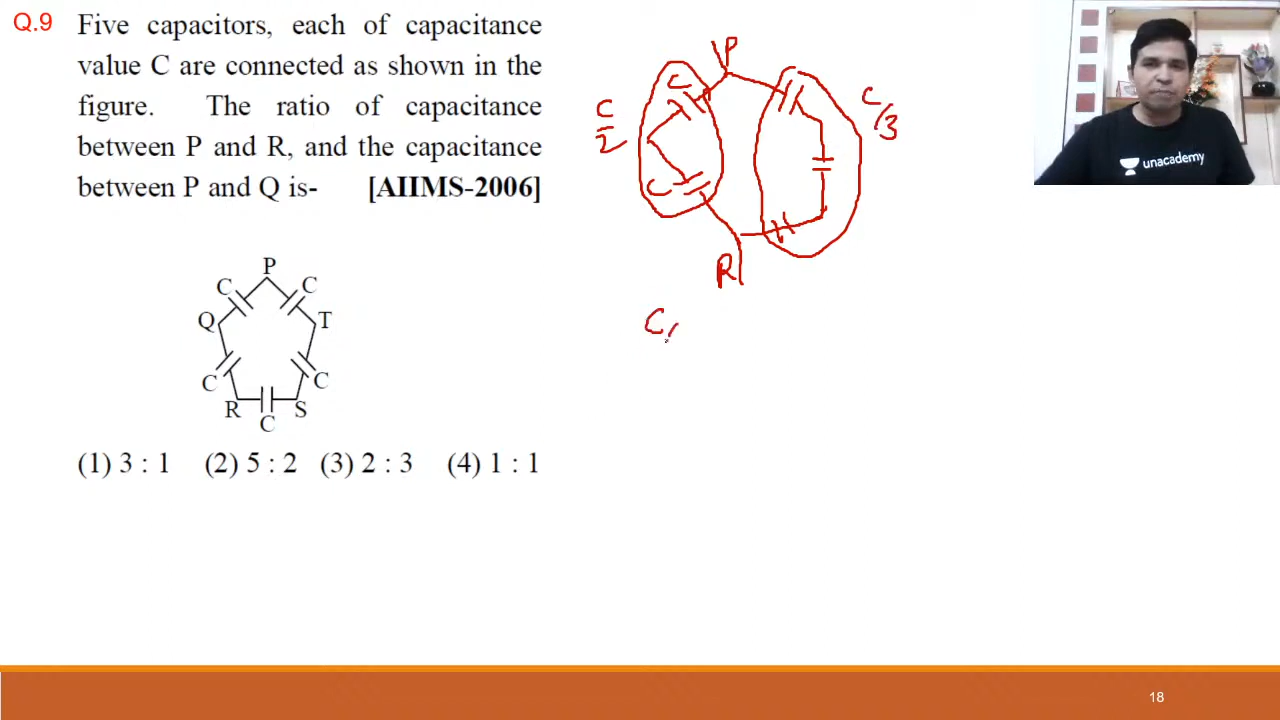 Q.9 Five capacitors, each of capacitance
value C are connected as shown in the
figure. The ratio of capacitance
between P and R, and the capacitance
between P and Q is- [AIIMS-2006]
P
C C
Q T
C C
R S
C
(1) 3 : 1 (2) 5 : 2 (3) 2 : 3 (4) 1 : 1
P
C
C/2
C/3
C
R
unacademy
18